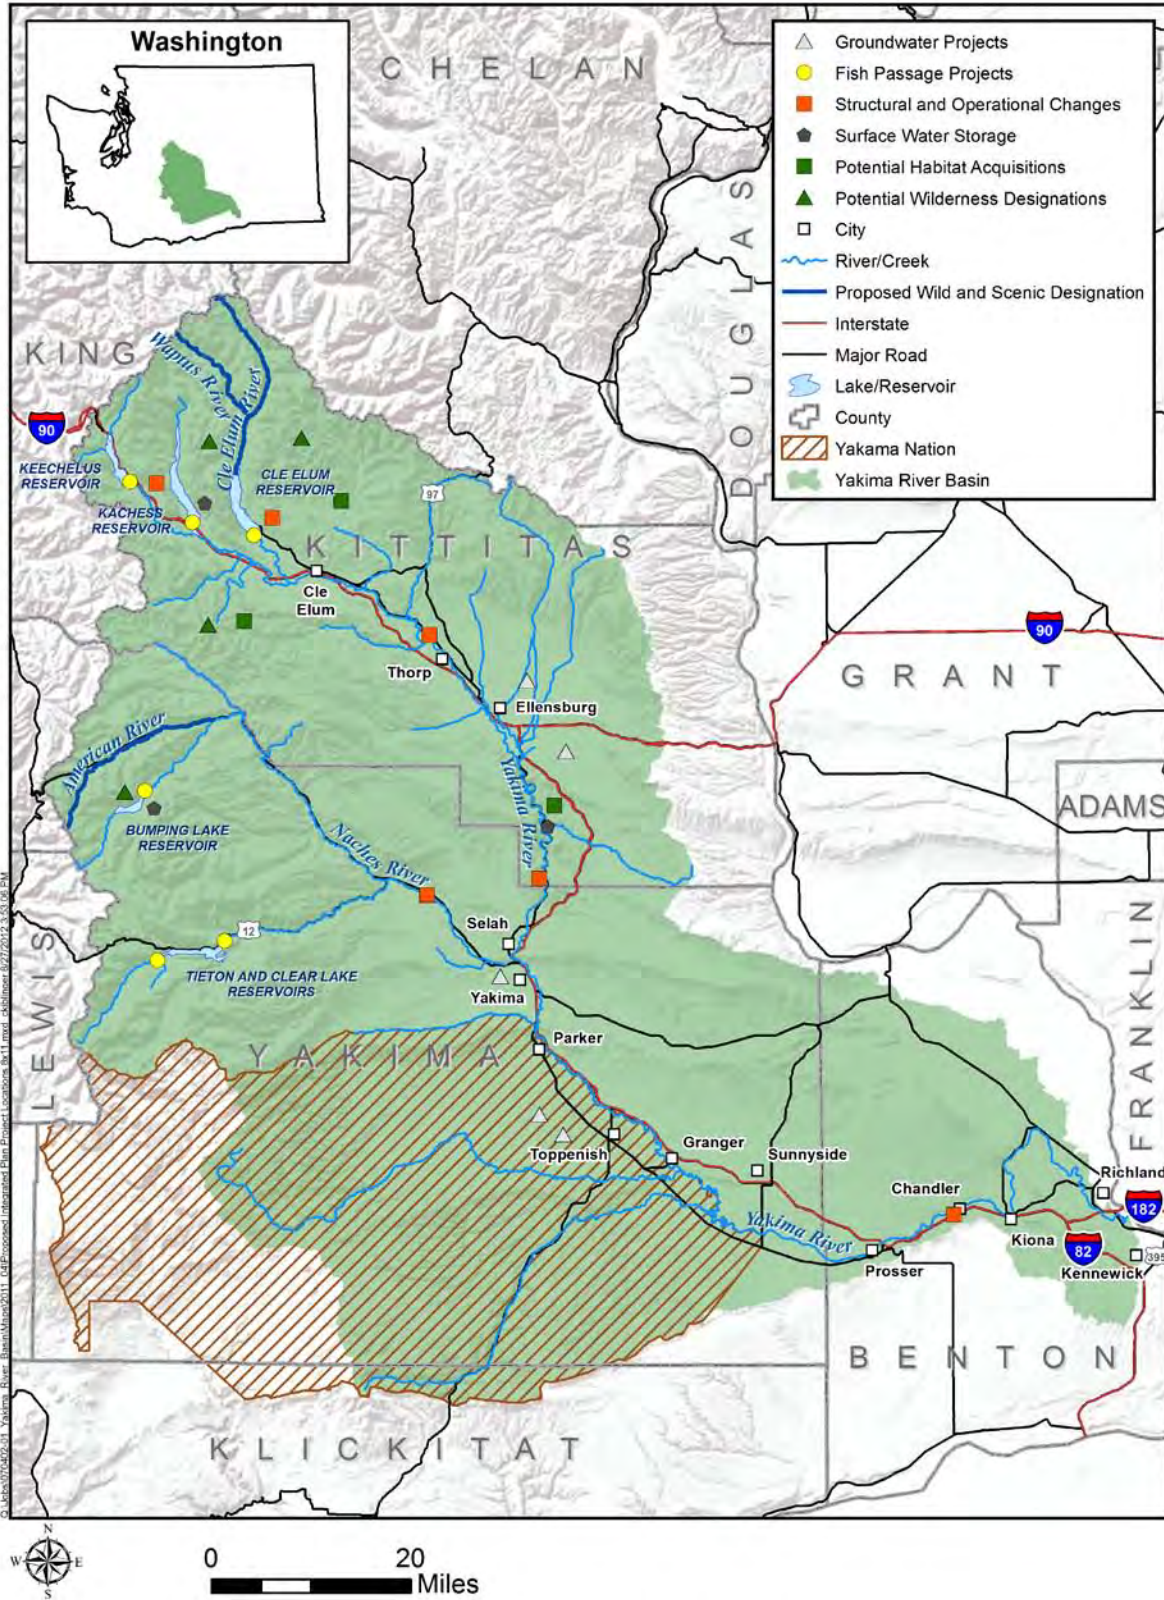 Washington
Groundwater Projects
Fish Passage Projects
Structural and Operational Changes
Surface Water Storage
Potential Habitat Acquisitions
Potential Wilderness Designations
City
River/Creek
Proposed Wild and Scenic Designation
Interstate
Major Road
Lake/Reservoir
County
Yakama Nation
Yakima River Basin
CHELAN
DOUGLAS
KING
Waptus River
Cle Elum River
90
KEECHELUS
RESERVOIR
CLE ELUM
RESERVOIR
97
KACHESS
RESERVOIR
KITTITAS
Cle
Elum
90
Thorp
GRANT
Ellensburg
American River
Yakima River
ADAMS
BUMPING LAKE
RESERVOIR
Naches River
Selah
12
TIETON AND CLEAR LAKE
RESERVOIRS
Yakima
LEWIS
FRANKLIN
Parker
YAKIMA
Toppenish
Granger
Sunnyside
Richland
Chandler
182
Yakima River
Kiona
82
395
Prosser
Kennewick
BENTON
KLICKITAT
N
W E
S
0 20
Miles